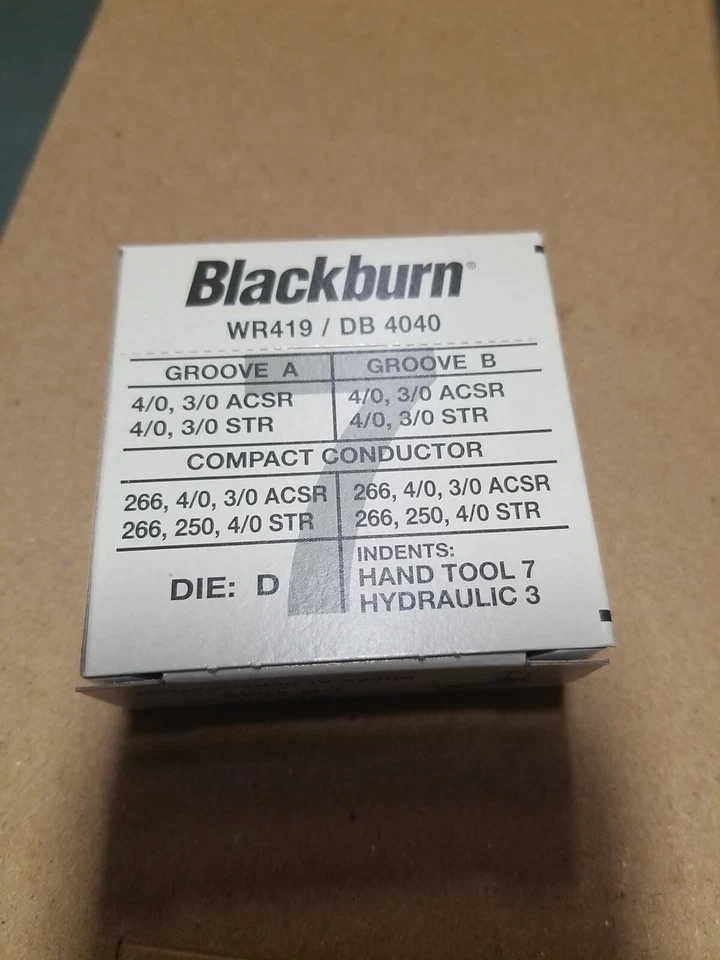 Blackburn®
WR419 / DB 4040
GROOVE A GROOVE B
4/0, 3/0 ACSR 4/0, 3/0 ACSR
4/0, 3/0 STR 4/0, 3/0 STR
COMPACT CONDUCTOR
266, 4/0, 3/0 ACSR 266, 4/0, 3/0 ACSR
266, 250, 4/0 STR 266, 250, 4/0 STR
7
DIE: D
INDENTS:
HAND TOOL 7
HYDRAULIC 3